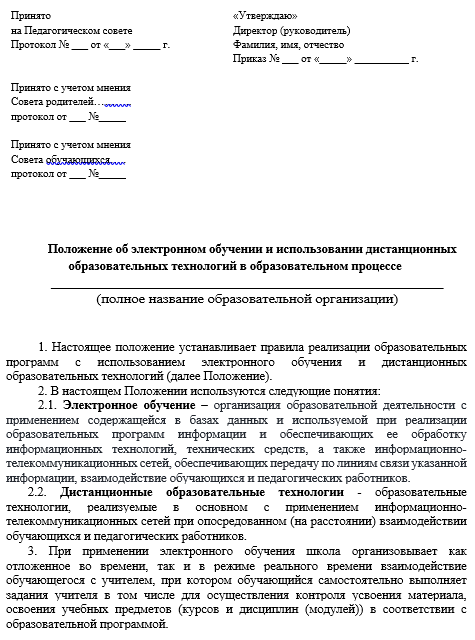 Принято
на Педагогическом совете
Протокол № ___ от «___» _____ г.
«Утверждаю»
Директор (руководитель)
Фамилия, имя, отчество
Приказ № ___ от «_____» __________ г.
Принято с учетом мнения
Совета родителей…_____
протокол от ___ №_____
Принято с учетом мнения
Совета обучающихся…
протокол от ___ №_____
Положение об электронном обучении и использовании дистанционных
образовательных технологий в образовательном процессе
(полное название образовательной организации)
1. Настоящее положение устанавливает правила реализации образовательных
программ с использованием электронного обучения и дистанционных
образовательных технологий (далее Положение).
2. В настоящем Положении используются следующие понятия:
2.1. Электронное обучение – организация образовательной деятельности с
применением содержащейся в базах данных и используемой при реализации
образовательных программ информации и обеспечивающих ее обработку
информационных технологий, технических средств, а также информационно-
телекоммуникационных сетей, обеспечивающих передачу по линиям связи указанной
информации, взаимодействие обучающихся и педагогических работников.
2.2. Дистанционные образовательные технологии - образовательные
технологии, реализуемые в основном с применением информационно-
телекоммуникационных сетей при опосредованном (на расстоянии) взаимодействии
обучающихся и педагогических работников.
3. При применении электронного обучения школа организовывает как
отложенное во времени, так и в режиме реального времени взаимодействие
обучающегося с учителем, при котором обучающийся самостоятельно выполняет
задания учителя в том числе для осуществления контроля усвоения материала,
освоения учебных предметов (курсов и дисциплин (модулей)) в соответствии с
образовательной программой.